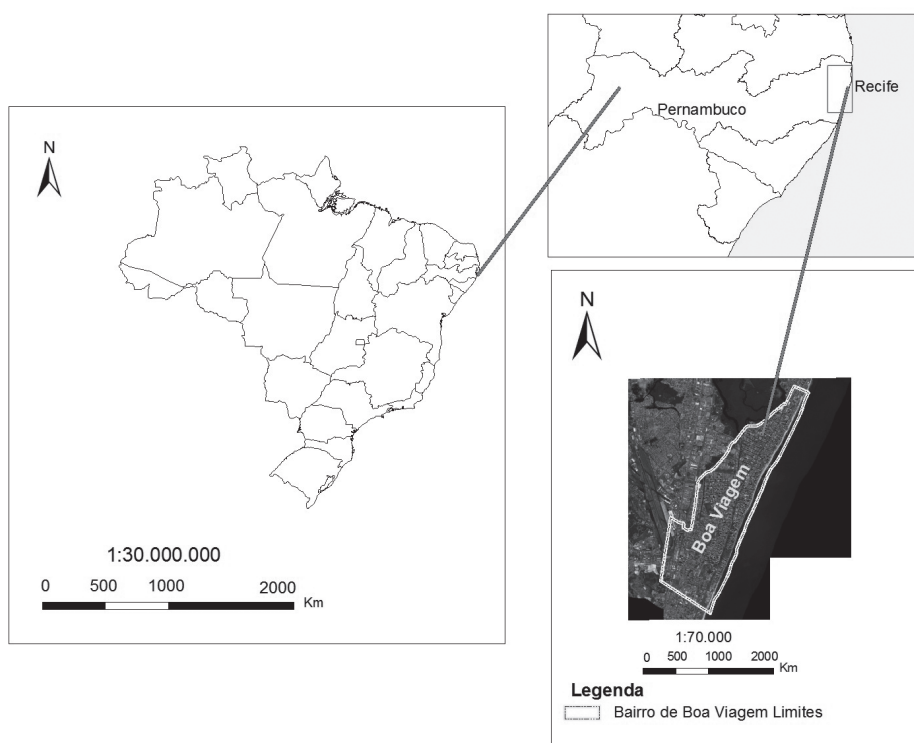 N
1:30.000.000
0 500 1000 2000
Km
Recife
Pernambuco
N
Boa Viagem
1:70.000
0 500 1000 2000
Km
Legenda
Bairro de Boa Viagem Limites